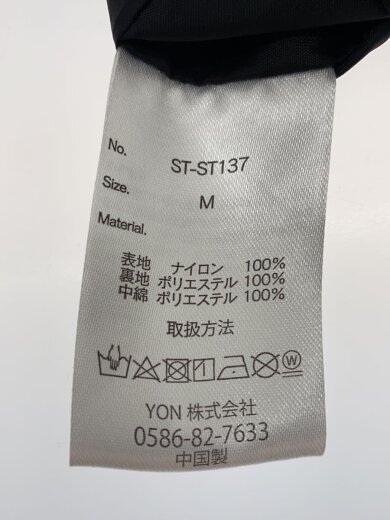 No. ST-ST137
Size. M
Material.
表地 ナイロン 100%
裏地 ポリエステル 100%
中綿 ポリエステル 100%
取扱方法
YON 株式会社
0586-82-7633
中国製